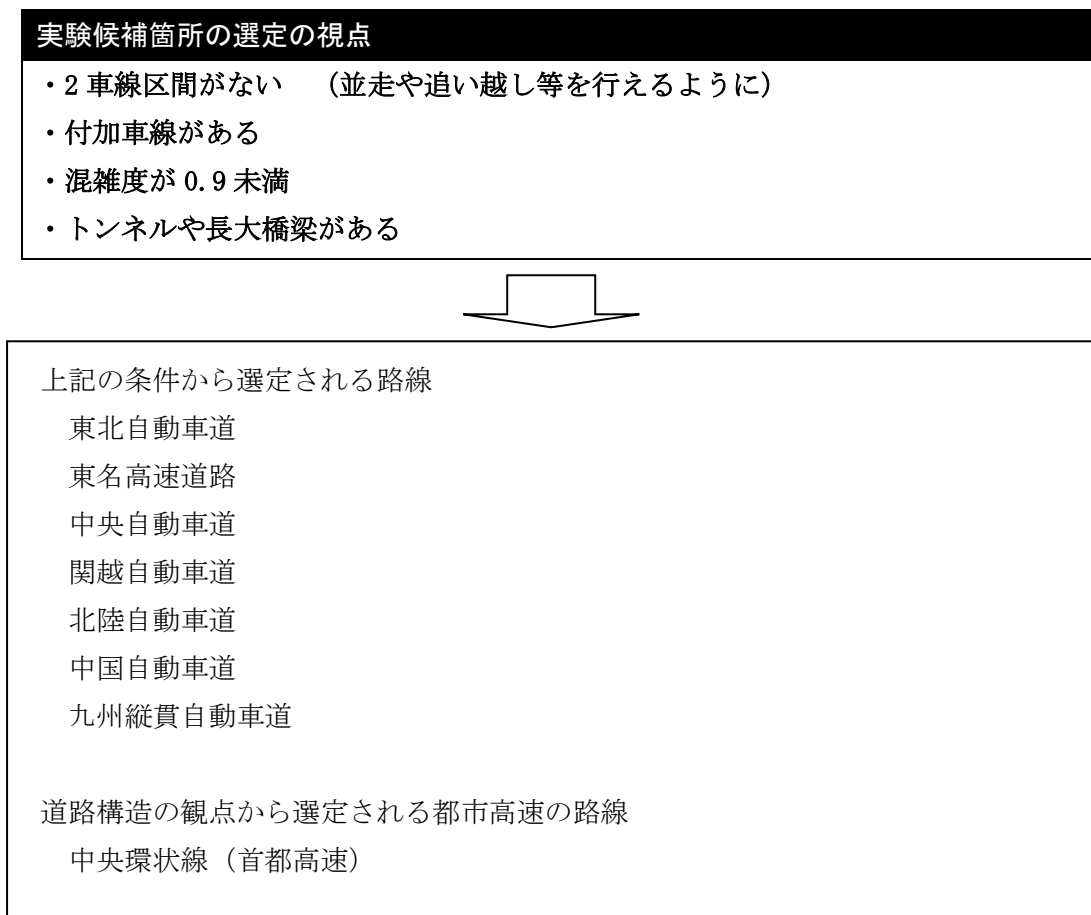 実験候補箇所の選定の視点
・2車線区間がない　（並走や追い越し等を行えるように）
・付加車線がある
・混雑度が 0.9 未満
・トンネルや長大橋梁がある
上記の条件から選定される路線
東北自動車道
東名高速道路
中央自動車道
関越自動車道
北陸自動車道
中国自動車道
九州縦貫自動車道
道路構造の観点から選定される都市高速の路線
中央環状線（首都高速）